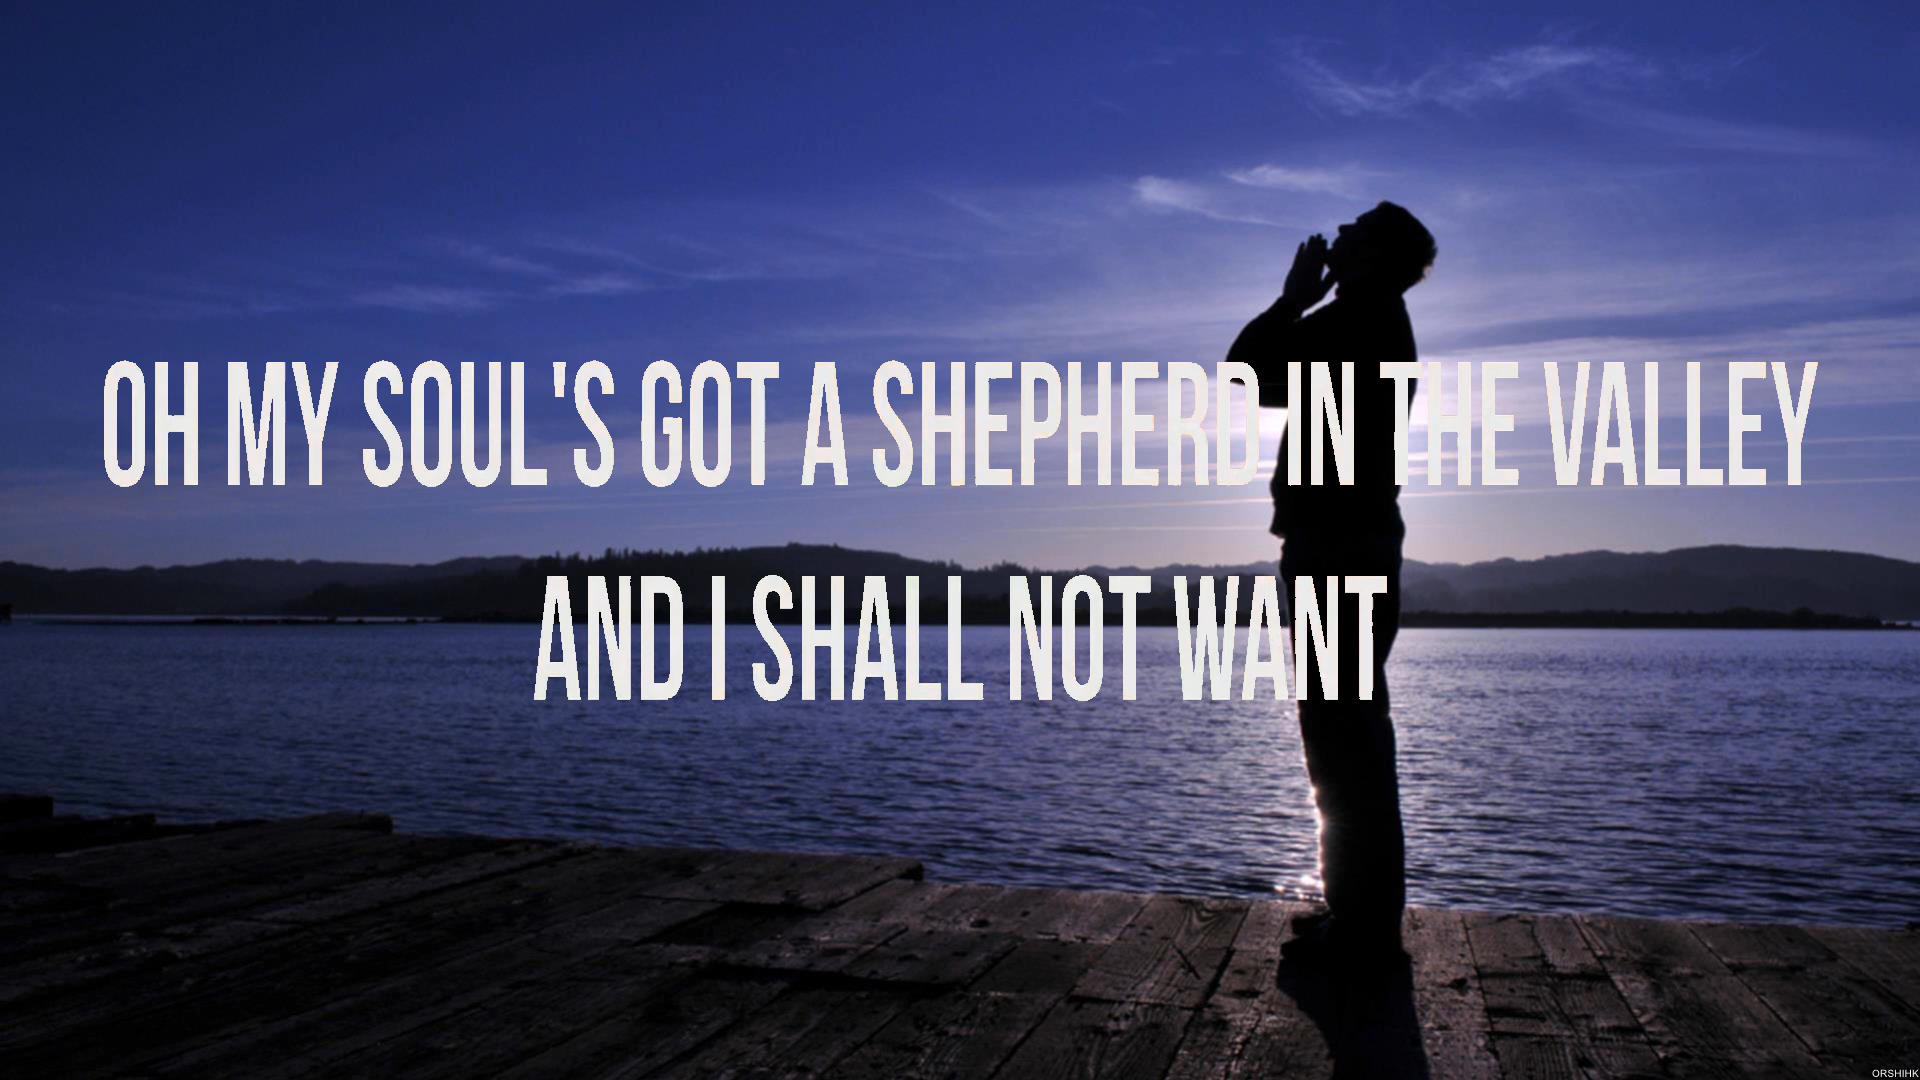 OH MY SOUL'S GOT A SHEPHERD IN THE VALLEY
AND I SHALL NOT WANT
ORSHIHK